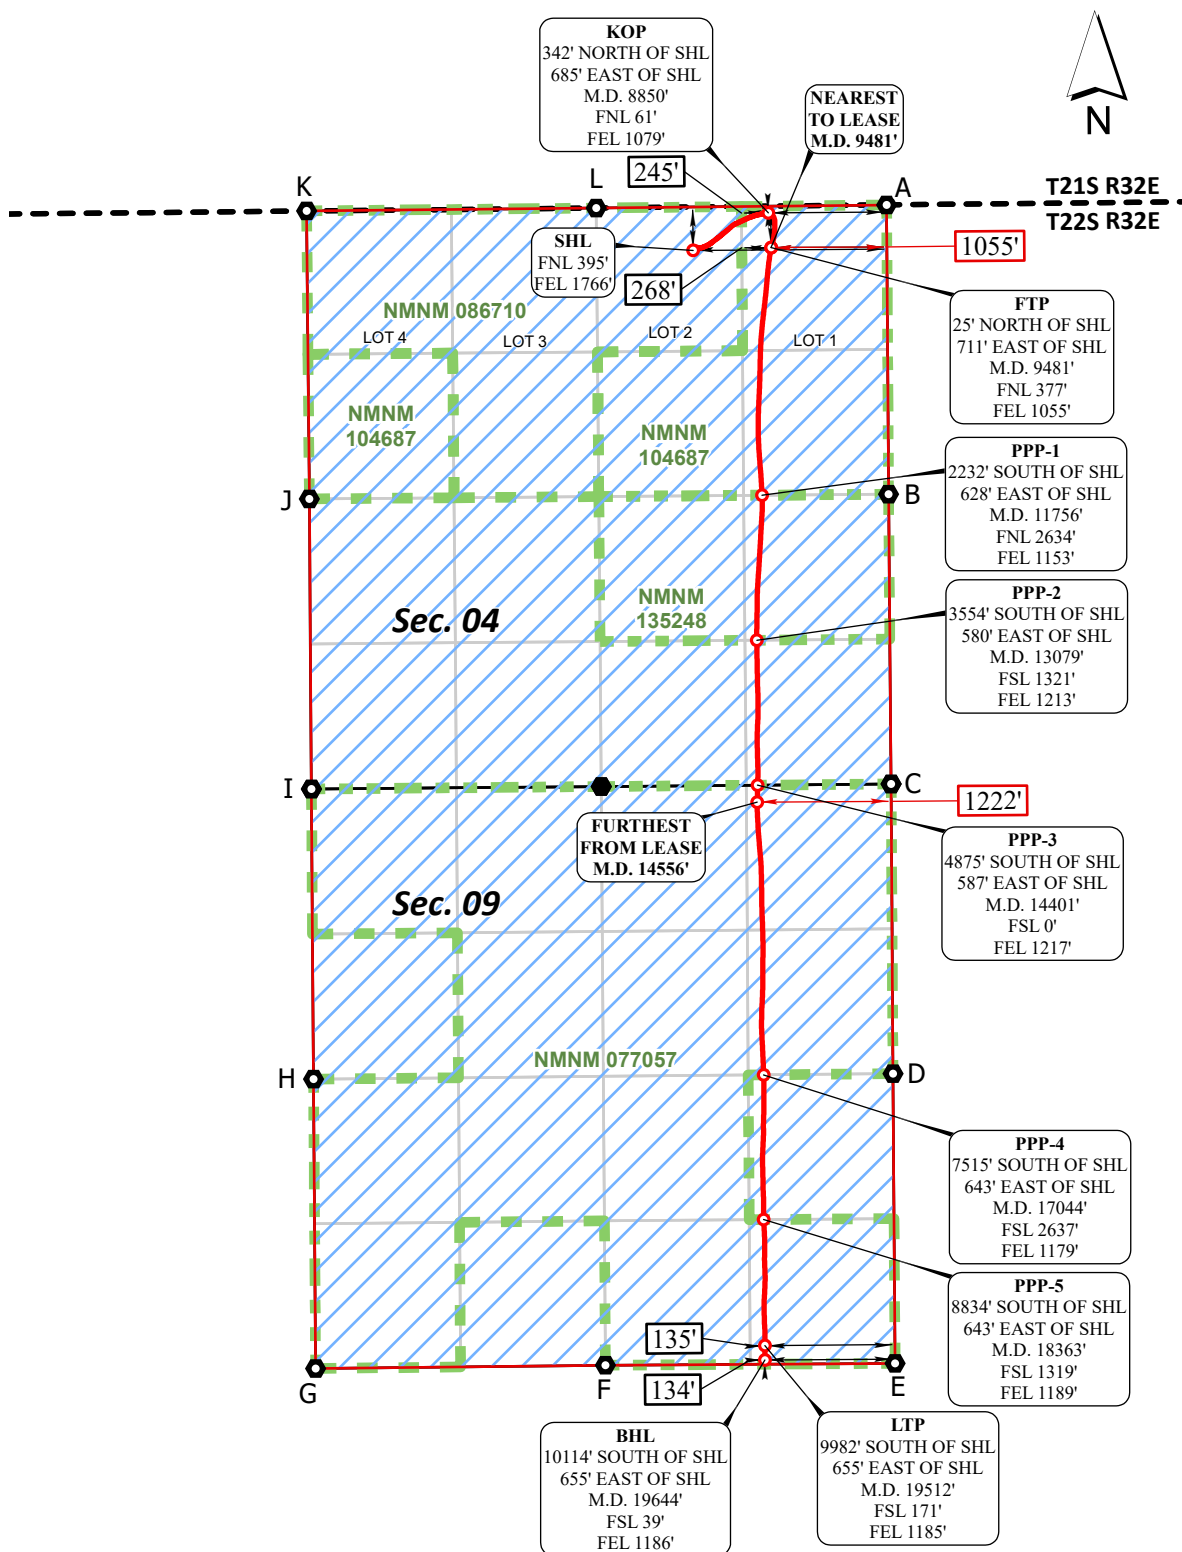 KOP
342' NORTH OF SHL
685' EAST OF SHL
M.D. 8850'
FNL 61'
FEL 1079'
NEAREST
TO LEASE
M.D. 9481'
N
245'
K
L
A
T21S R32E
T22S R32E
SHL
FNL 395'
FEL 1766'
268'
1055'
NMNM 086710
LOT 4
LOT 3
LOT 2
LOT 1
FTP
25' NORTH OF SHL
711' EAST OF SHL
M.D. 9481'
FNL 377'
FEL 1055'
NMNM
104687
NMNM
104687
PPP-1
2232' SOUTH OF SHL
628' EAST OF SHL
M.D. 11756'
FNL 2634'
FEL 1153'
J
B
Sec. 04
NMNM
135248
PPP-2
3554' SOUTH OF SHL
580' EAST OF SHL
M.D. 13079'
FSL 1321'
FEL 1213'
I
C
1222'
FURTHEST
FROM LEASE
M.D. 14556'
PPP-3
4875' SOUTH OF SHL
587' EAST OF SHL
M.D. 14401'
FSL 0'
FEL 1217'
Sec. 09
NMNM 077057
H
D
PPP-4
7515' SOUTH OF SHL
643' EAST OF SHL
M.D. 17044'
FSL 2637'
FEL 1179'
PPP-5
8834' SOUTH OF SHL
643' EAST OF SHL
M.D. 18363'
FSL 1319'
FEL 1189'
135'
134'
G
F
E
BHL
10114' SOUTH OF SHL
655' EAST OF SHL
M.D. 19644'
FSL 39'
FEL 1186'
LTP
9982' SOUTH OF SHL
655' EAST OF SHL
M.D. 19512'
FSL 171'
FEL 1185'